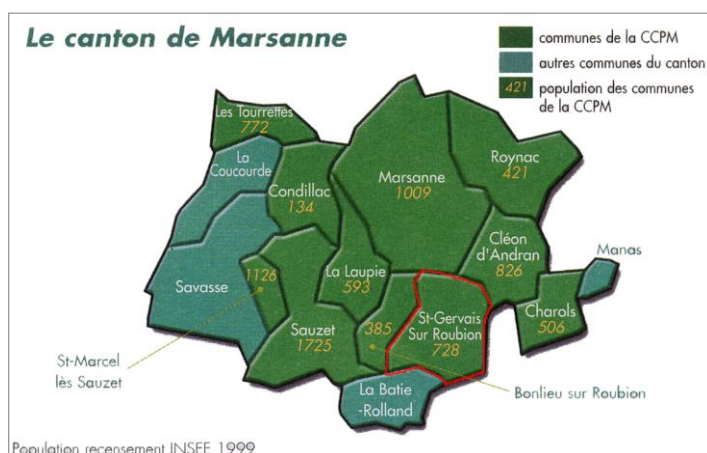 Le canton de Marsanne
communes de la CCPM
autres communes du canton
421 population des communes
de la CCPM
Les Tourrettes
772
La
Coucourde
Condillac
134
Marsanne
1009
Roynac
421
Cléon
d'Andran
826
Manas
Savasse
1126
La Laupie
593
Sauzet
1725
385
St-Gervais
Sur Roubion
728
Charols
506
St-Marcel
lès Sauzet
La Batie
-Rolland
Bonlieu sur Roubion
Population recensement INSEE 1999